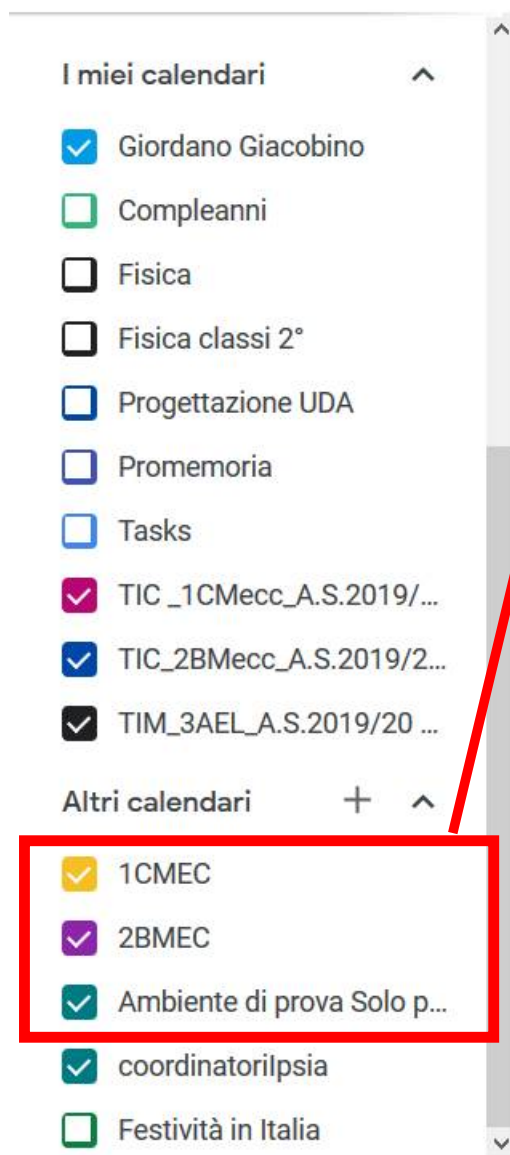 I miei calendari
Giordano Giacobino
Compleanni
Fisica
Fisica classi 2°
Progettazione UDA
Promemoria
Tasks
TIC _1CMecc_A.S.2019/...
TIC_2BMecc_A.S.2019/2...
TIM_3AEL_A.S.2019/20 ...
Altri calendari +
1CMEC
2BMEC
Ambiente di prova Solo p...
coordinatoriIpsia
Festività in Italia